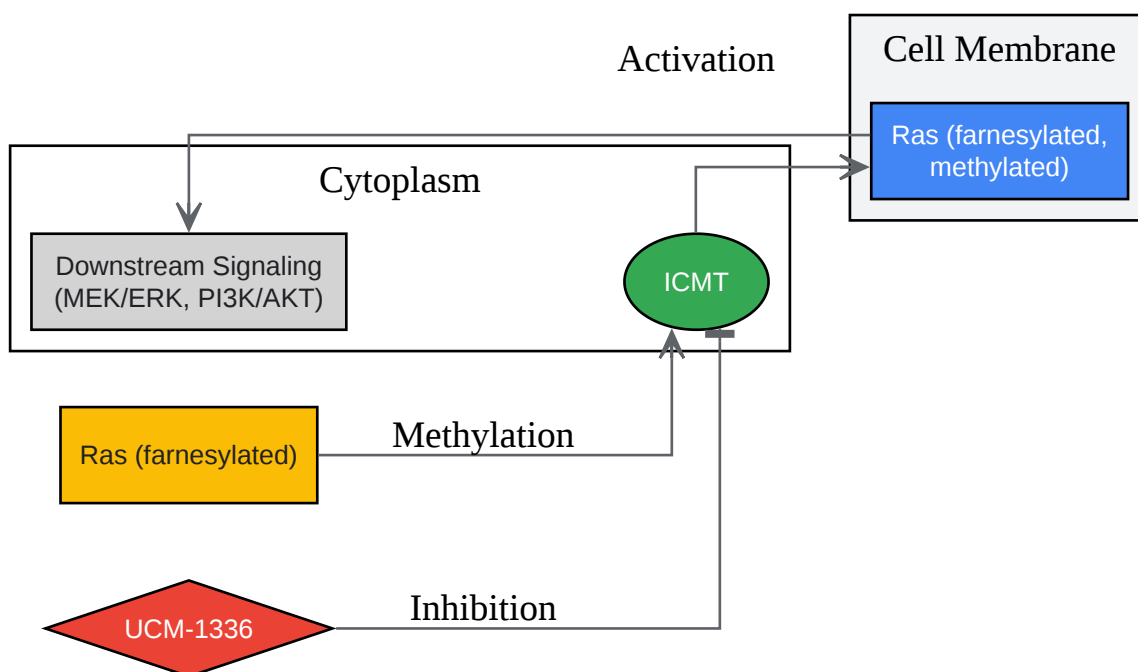 Activation
Cell Membrane
Ras (farnesylated,
methylated)
Cytoplasm
Downstream Signaling
(MEK/ERK, PI3K/AKT)
ICMT
Ras (farnesylated)
Methylation
UCM-1336
Inhibition